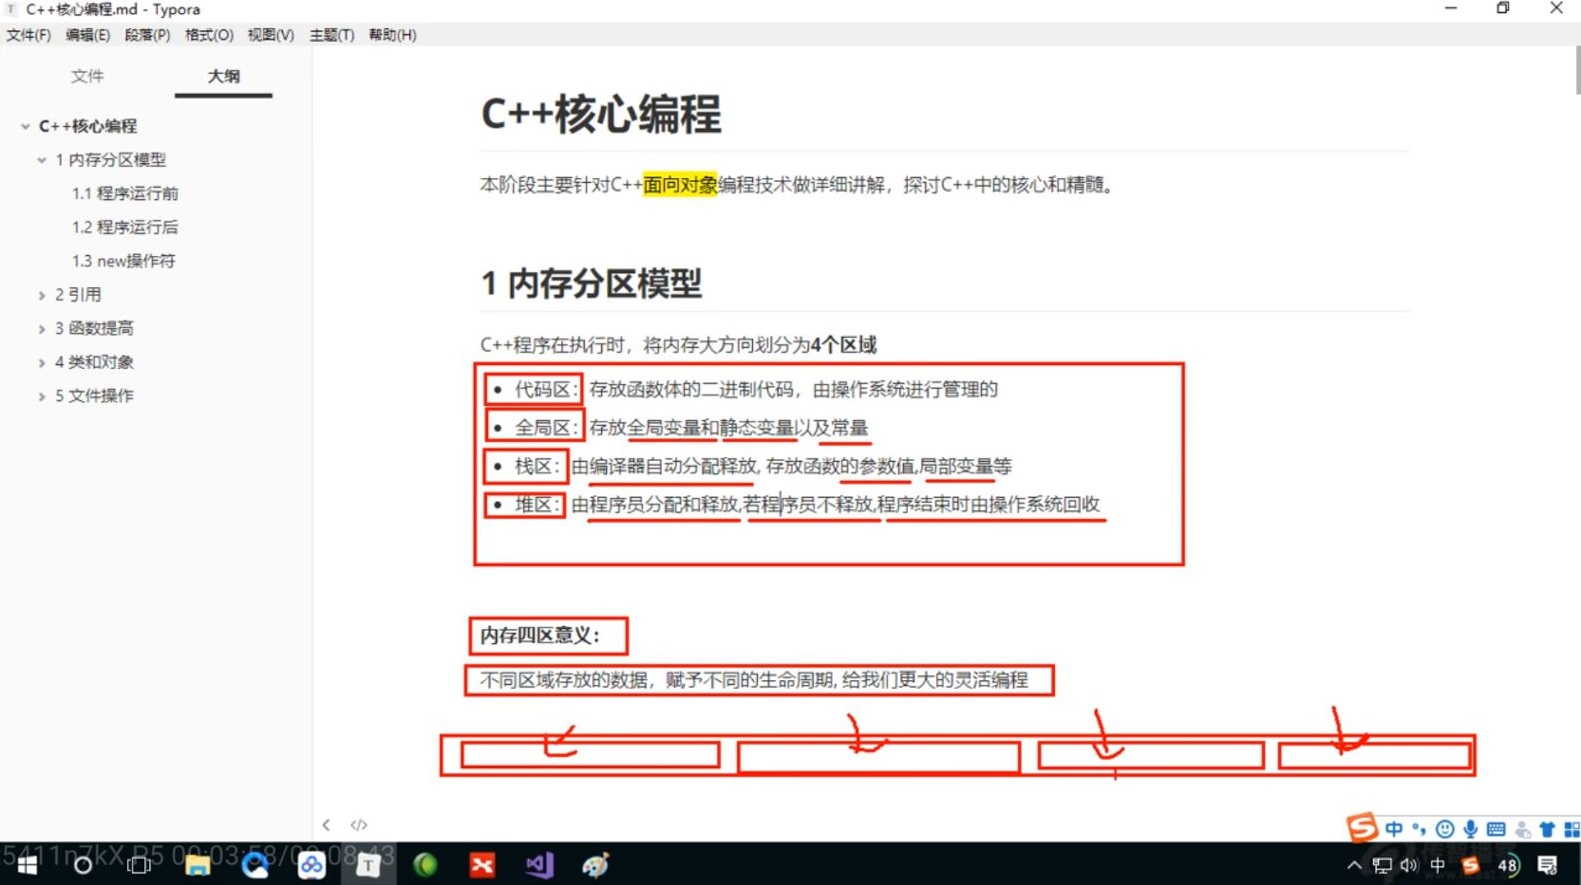 C++核心编程.md - Typora
文件(F) 编辑(E) 段落(P) 格式(O) 视图(V) 主题(T) 帮助(H)
文件 大纲
C++核心编程
1 内存分区模型
1.1 程序运行前
1.2 程序运行后
1.3 new操作符
2 引用
3 函数提高
4 类和对象
5 文件操作
C++核心编程
本阶段主要针对C++面向对象编程技术做详细讲解，探讨C++中的核心和精髓。
1 内存分区模型
C++程序在执行时，将内存大方向划分为4个区域
• 代码区：存放函数体的二进制代码，由操作系统进行管理的
• 全局区：存放全局变量和静态变量以及常量
• 栈区：由编译器自动分配释放, 存放函数的参数值,局部变量等
• 堆区：由程序员分配和释放,若程序员不释放,程序结束时由操作系统回收
内存四区意义：
不同区域存放的数据，赋予不同的生命周期, 给我们更大的灵活编程
</>
S 中
5411n7kX P5 00:03:58/00:08:43
T
中 S 48
传智播客